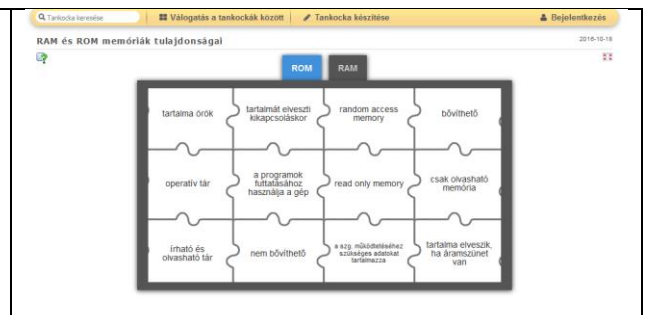 Tankocka keresése
Válogatás a tankockák között
Tankocka készítése
Bejelentkezés
RAM és ROM memóriák tulajdonságai
2016-10-16
ROM
RAM
tartalma örök
tartalmát elveszti
kikapcsoláskor
random access
memory
bővíthető
operatív tár
a programok
futtatásához
használja a gép
read only memory
csak olvasható
memória
írható és
olvasható tár
nem bővíthető
a szg. működtetéséhez
szükséges adatokat
tartalmazza
tartalma elveszik,
ha áramszünet
van